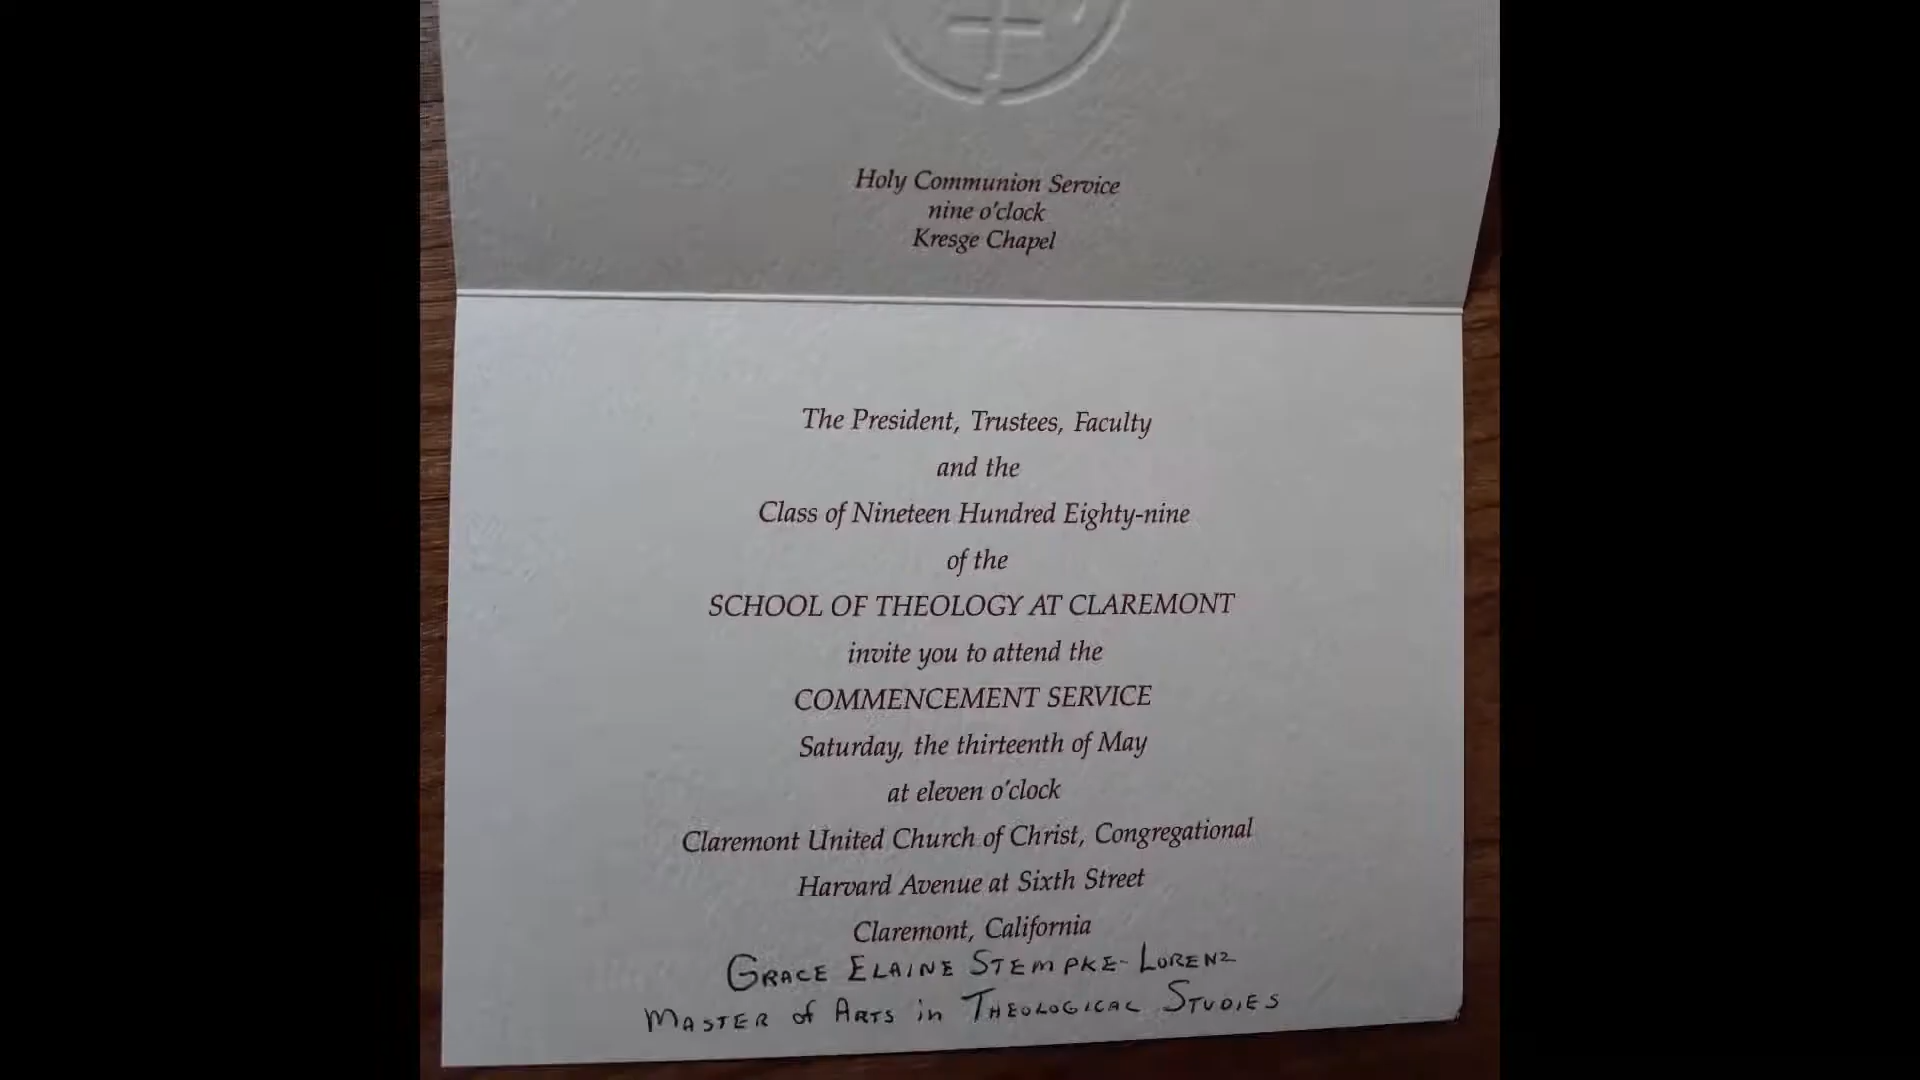 Holy Communion Service
nine o'clock
Kresge Chapel
The President, Trustees, Faculty
and the
Class of Nineteen Hundred Eighty-nine
of the
SCHOOL OF THEOLOGY AT CLAREMONT
invite you to attend the
COMMENCEMENT SERVICE
Saturday, the thirteenth of May
at eleven o'clock
Claremont United Church of Christ, Congregational
Harvard Avenue at Sixth Street
Claremont, California
GRACE ELAINE STEMPKE-LORENZ
MASTER of ARTS in THEOLOGICAL STUDIES